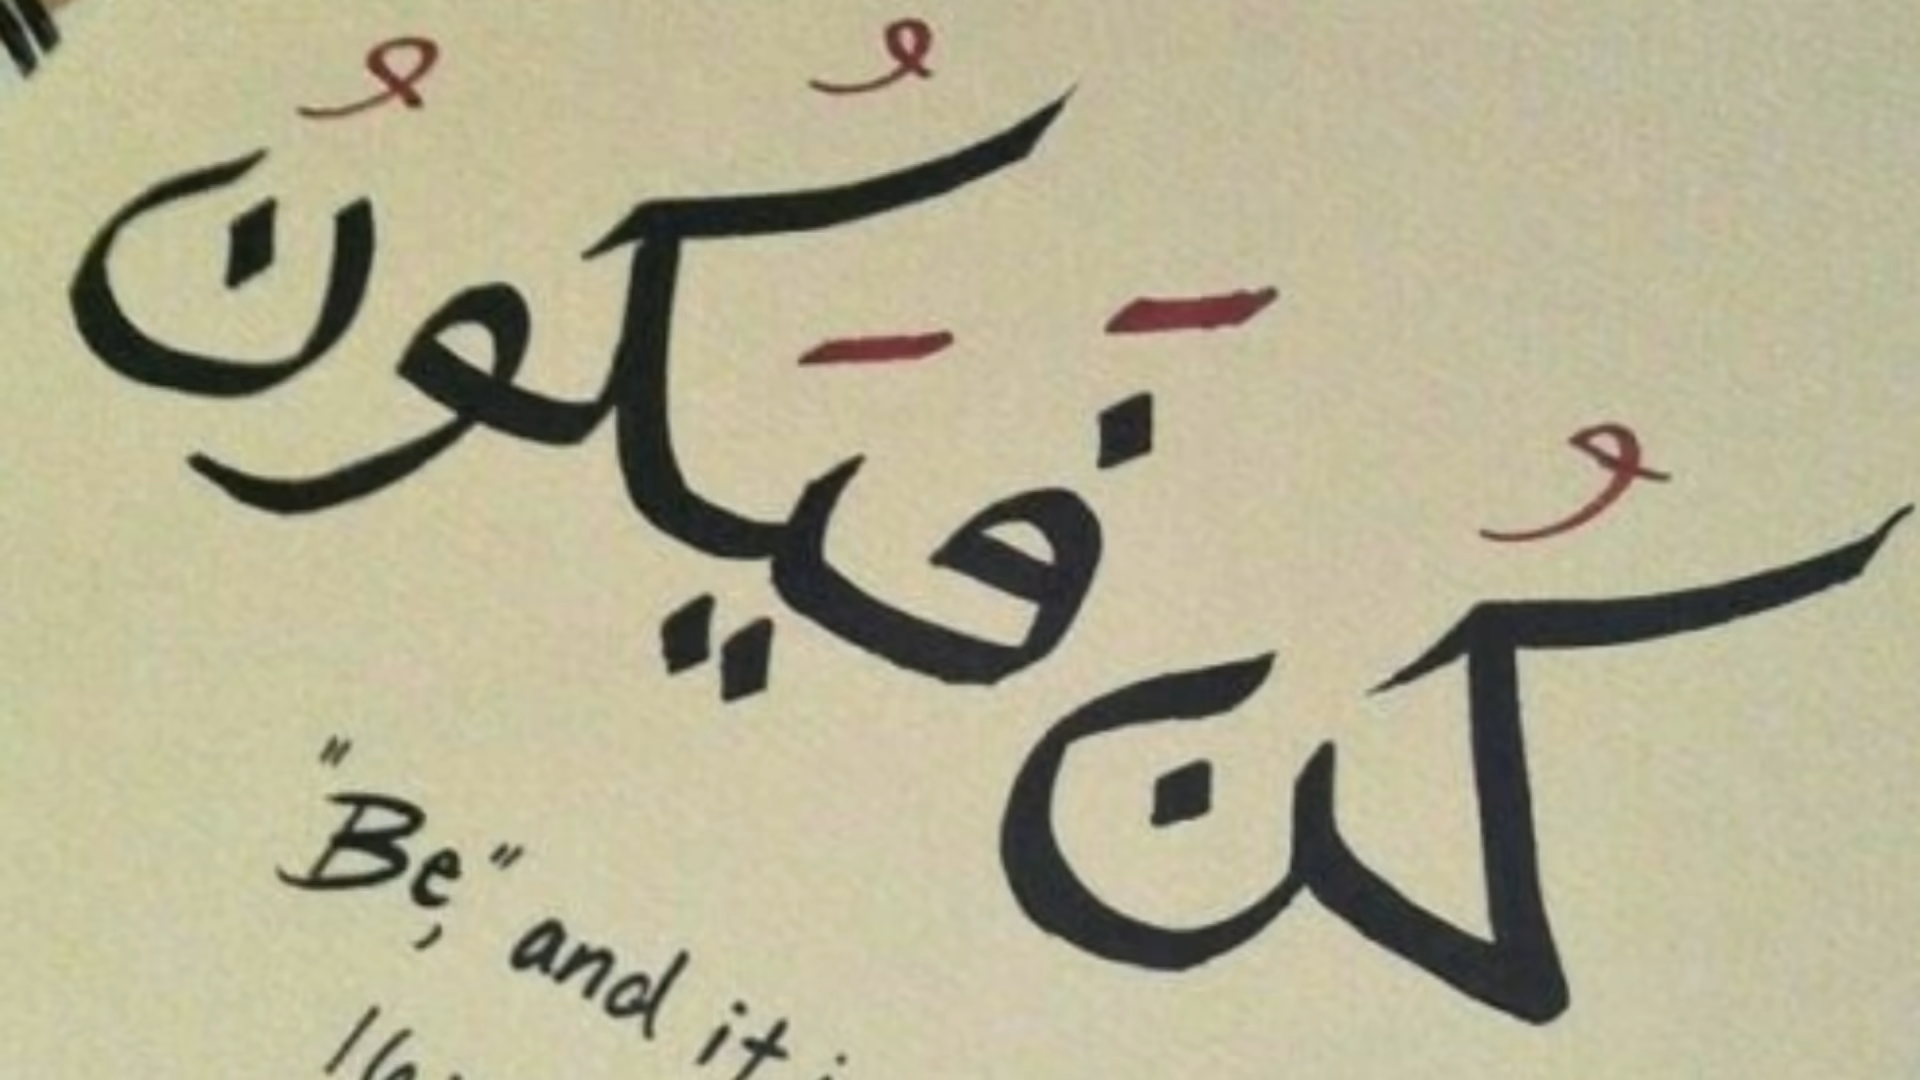 كُن فَيَكُونُ
"Be," and it